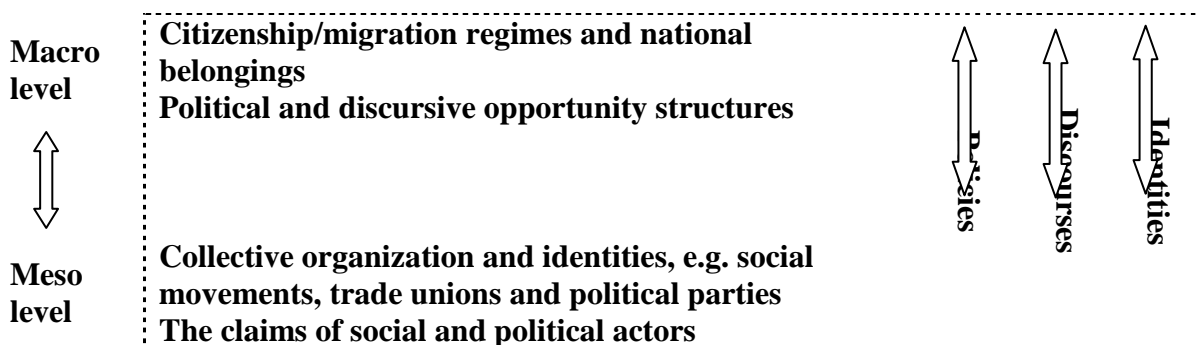 Macro
level
Citizenship/migration regimes and national
belongings
Political and discursive opportunity structures
Policies
Discourses
Identities
Meso
level
Collective organization and identities, e.g. social
movements, trade unions and political parties
The claims of social and political actors